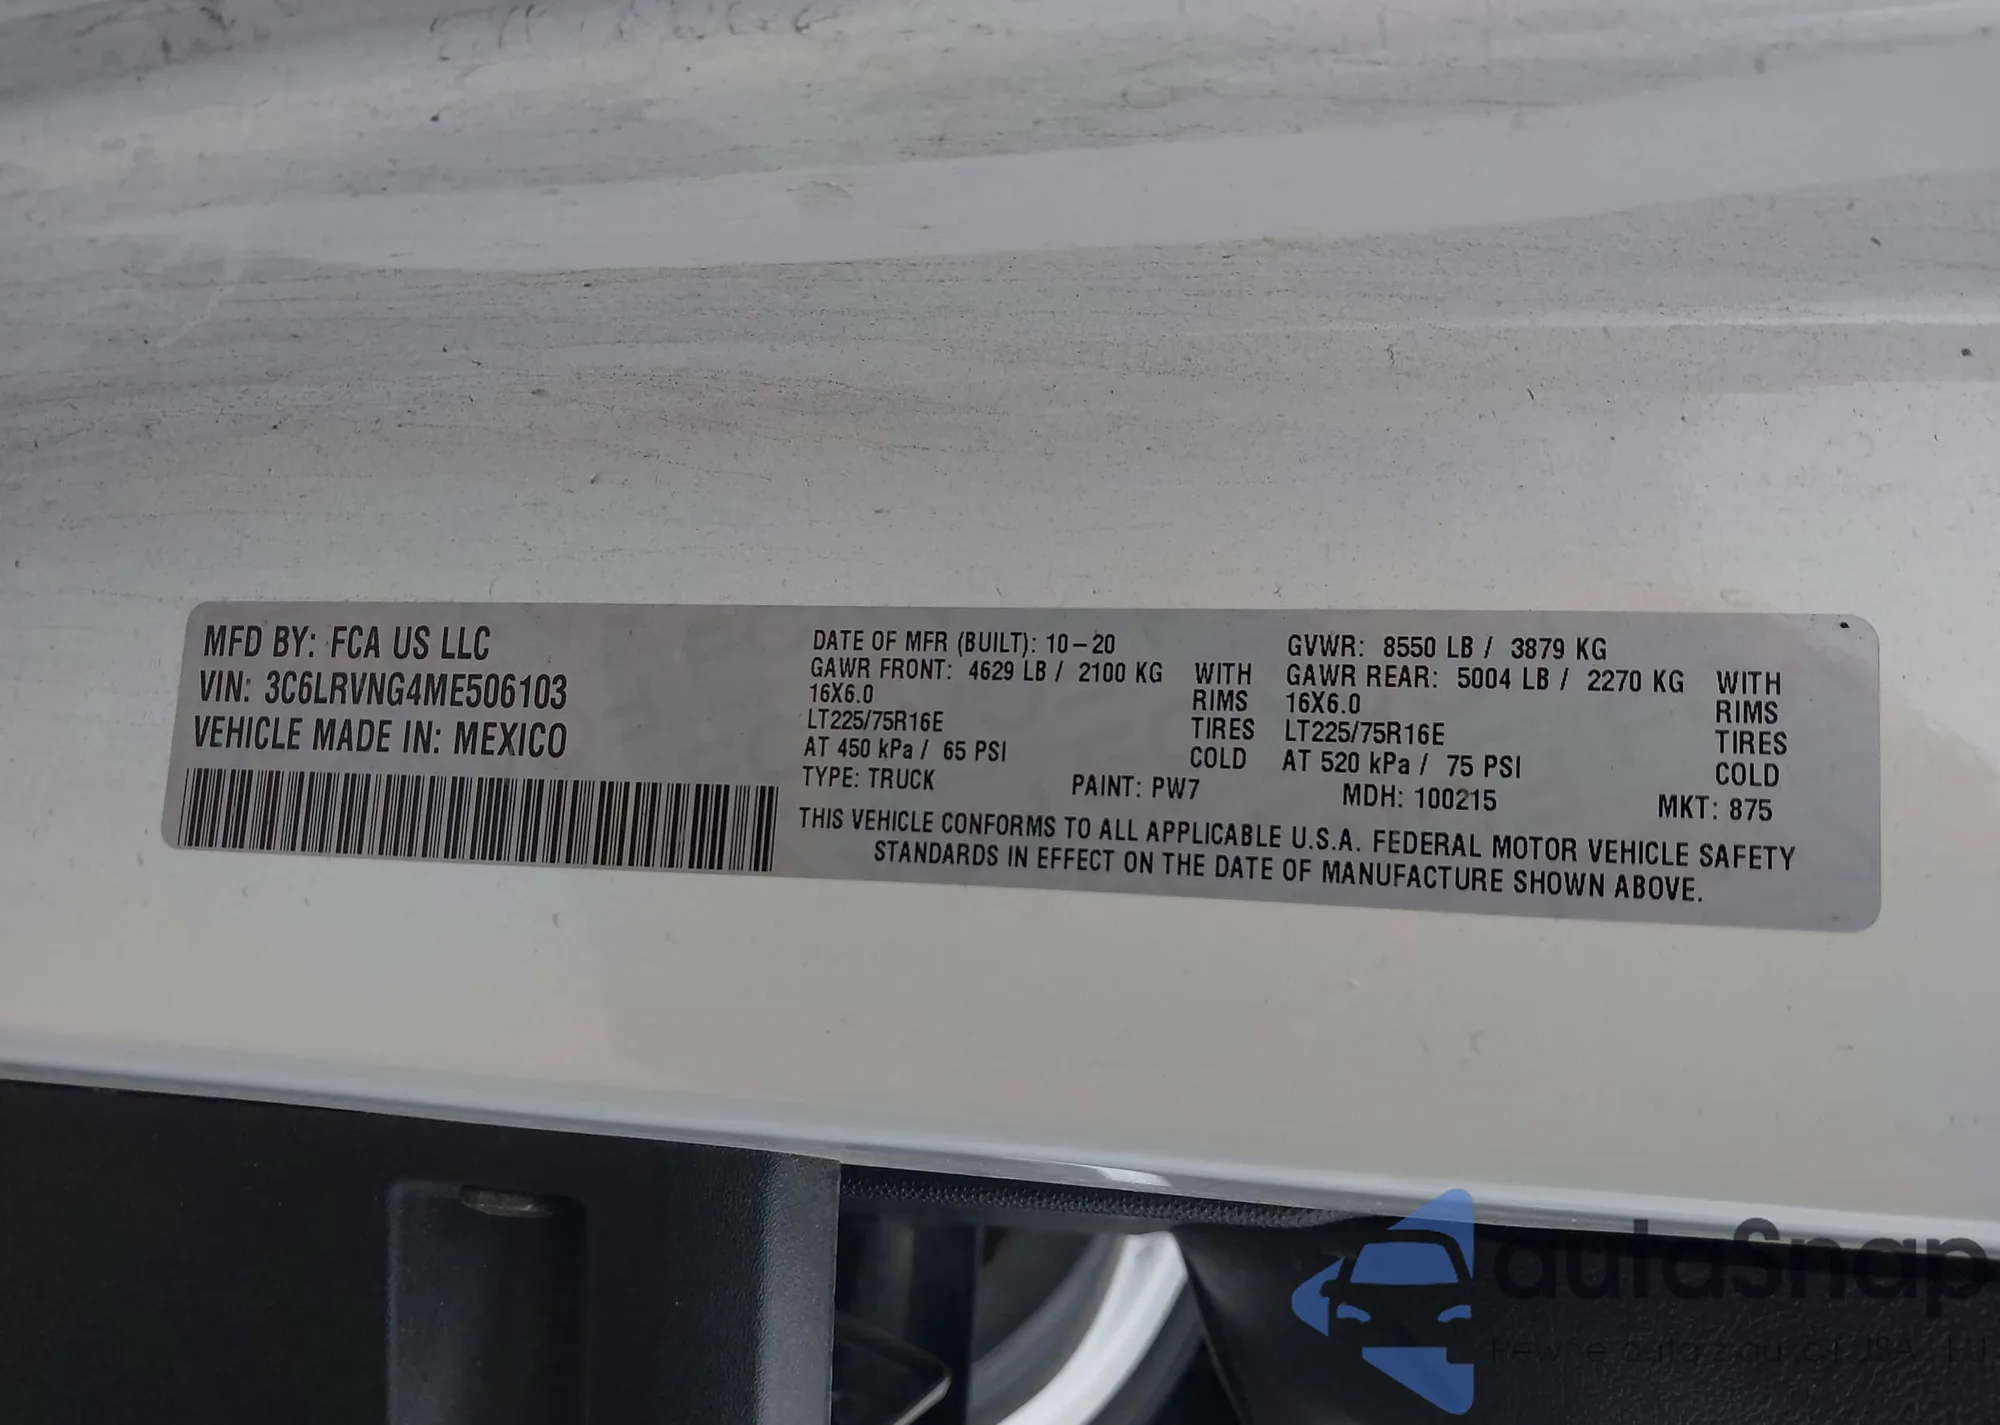 MFD BY: FCA US LLC
VIN: 3C6LRVNG4ME506103
VEHICLE MADE IN: MEXICO
DATE OF MFR (BUILT): 10-20
GVWR: 8550 LB / 3879 KG
GAWR FRONT: 4629 LB / 2100 KG WITH
16X6.0 RIMS
LT225/75R16E TIRES
AT 450 kPa / 65 PSI COLD
GAWR REAR: 5004 LB / 2270 KG WITH
16X6.0 RIMS
LT225/75R16E TIRES
AT 520 kPa / 75 PSI COLD
TYPE: TRUCK PAINT: PW7 MDH: 100215 MKT: 875
THIS VEHICLE CONFORMS TO ALL APPLICABLE U.S.A. FEDERAL MOTOR VEHICLE SAFETY
STANDARDS IN EFFECT ON THE DATE OF MANUFACTURE SHOWN ABOVE.
autaSnap